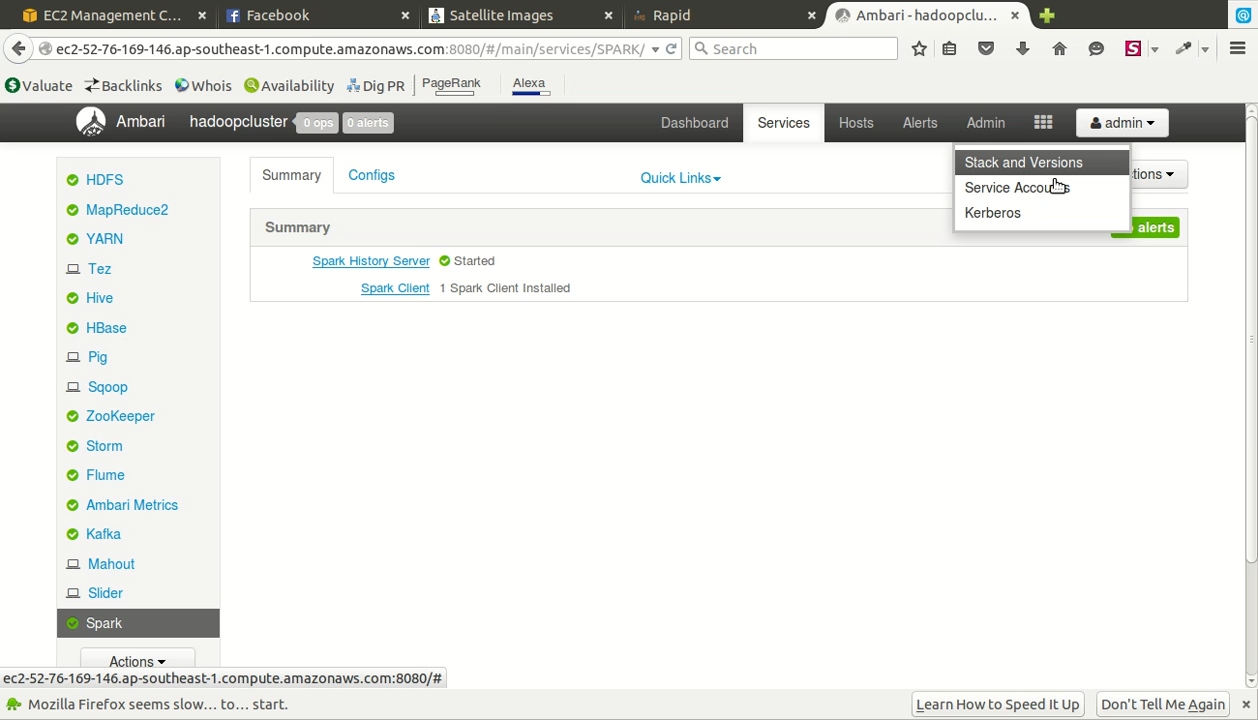 EC2 Management C...
Facebook
Satellite Images
Rapid
Ambari - hadoopclu...
ec2-52-76-169-146.ap-southeast-1.compute.amazonaws.com:8080/#/main/services/SPARK/
Search
S
Valuate
Backlinks
Whois
Availability
Dig PR
PageRank
Alexa
Ambari
hadoopcluster
0 ops
0 alerts
Dashboard
Services
Hosts
Alerts
Admin
admin
Stack and Versions
Service Accounts
Kerberos
tions
HDFS
MapReduce2
YARN
Tez
Hive
HBase
Pig
Sqoop
ZooKeeper
Storm
Flume
Ambari Metrics
Kafka
Mahout
Slider
Spark
Actions
Summary
Configs
Quick Links
Summary
alerts
Spark History Server Started
Spark Client 1 Spark Client Installed
ec2-52-76-169-146.ap-southeast-1.compute.amazonaws.com:8080/#
Mozilla Firefox seems slow... to... start.
Learn How to Speed It Up
Don't Tell Me Again